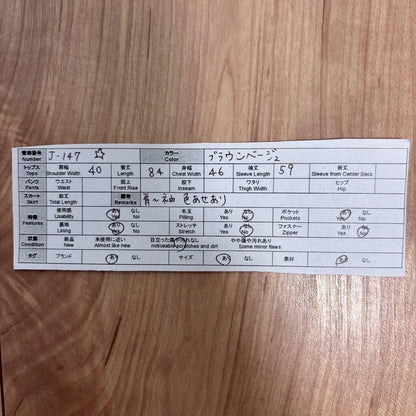 管理番号 Number J-147 ☆ カラー Color ブラウンベージュ
トップス Tops 肩幅 Shoulder Width 40 着丈 Length 84 身幅 Chest Width 46 袖丈 Sleeve Length 59 裄丈 Sleeve from Center Back
パンツ Pants ウエスト Waist 股上 Front Rise 股下 Inseam ワタリ Thigh Width ヒップ Hip
スカート Skirt 総丈 Total Length 備考 Remarks 肩〜袖 色あせあり
特徴 Features 使用感 Usability あり Yes なし No 毛玉 Pilling あり Yes なし No ポケット Pockets あり Yes なし No
裏地 Lining あり Yes なし No ストレッチ Stretch あり Yes なし No ファスナー Zipper あり Yes なし No
状態 Condition 新品 New 未使用に近い Almost like new 目立った傷や汚れなし noticeable scratches and dirt やや傷や汚れあり Some minor flaws
タグ ブランド あり なし サイズ あり なし 素材 あり なし